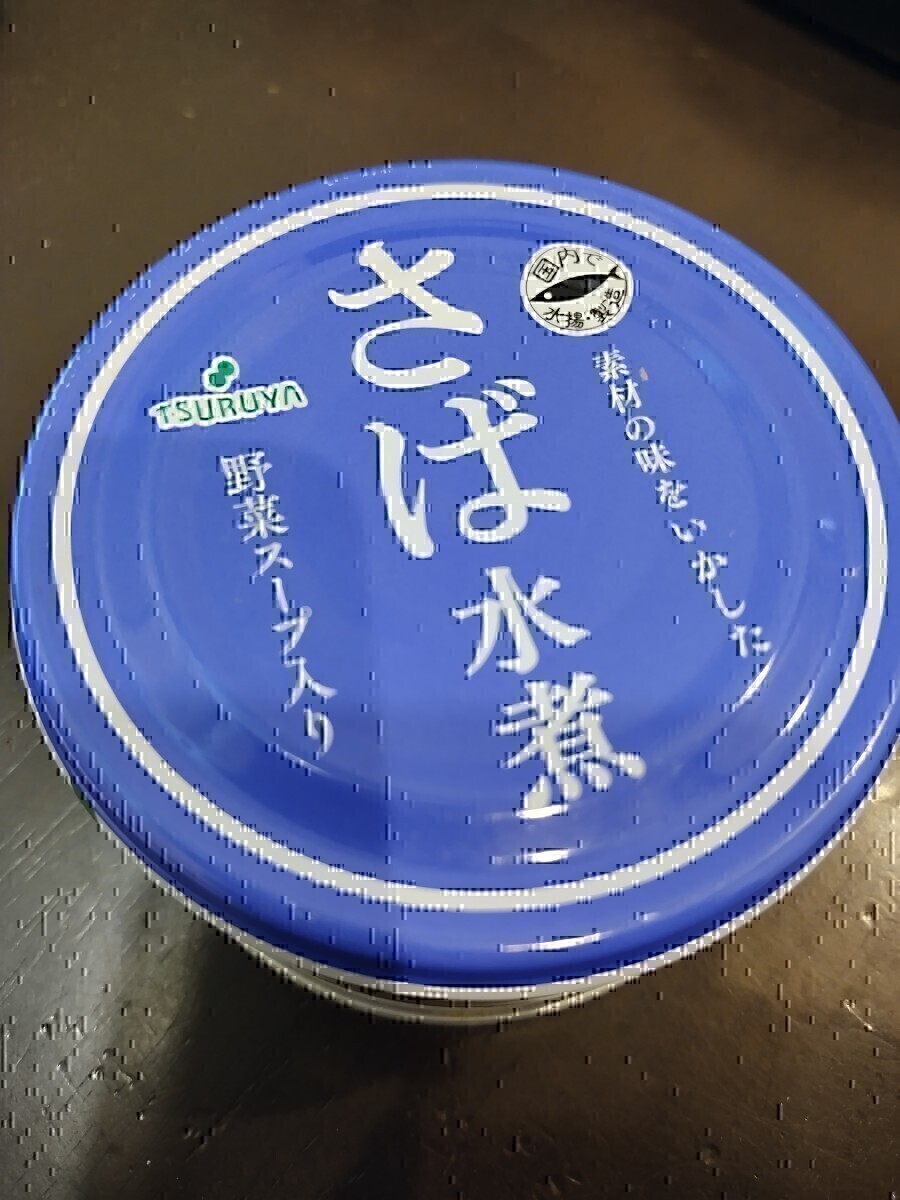 国内で
水揚・製造
素材の味をいかした
さば水煮
TSURUYA
野菜スープ入り